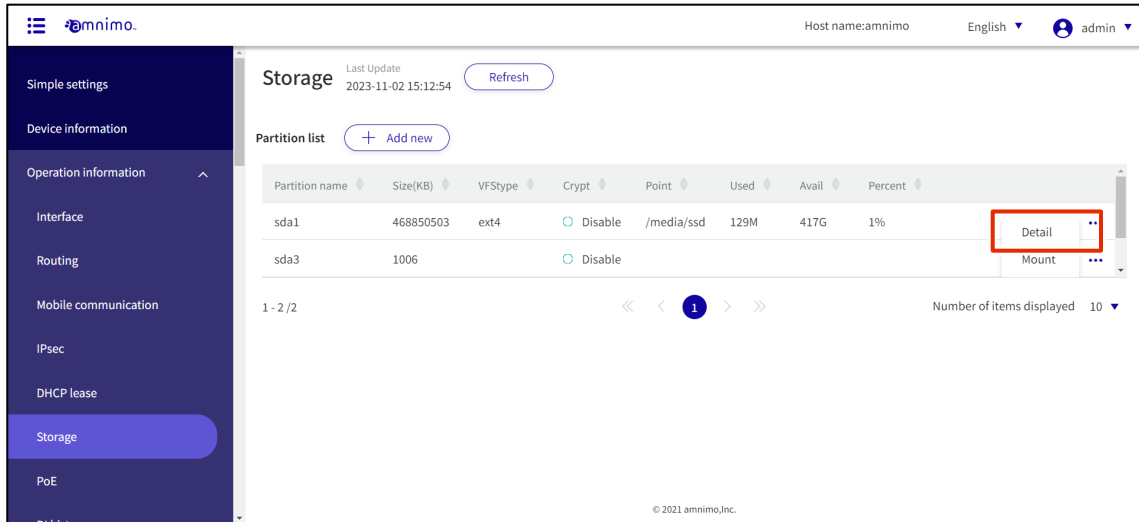 amnimo
Host name:amnimo
English
admin
Simple settings
Device information
Operation information
Interface
Routing
Mobile communication
IPsec
DHCP lease
Storage
PoE
Storage
Last Update
2023-11-02 15:12:54
Refresh
Partition list
+ Add new
Partition name Size(KB) VFStype Crypt Point Used Avail Percent
sda1 468850503 ext4 Disable /media/ssd 129M 417G 1%
Detail
sda3 1006 Disable
Mount
1 - 2 /2
1
Number of items displayed 10
© 2021 amnimo,Inc.